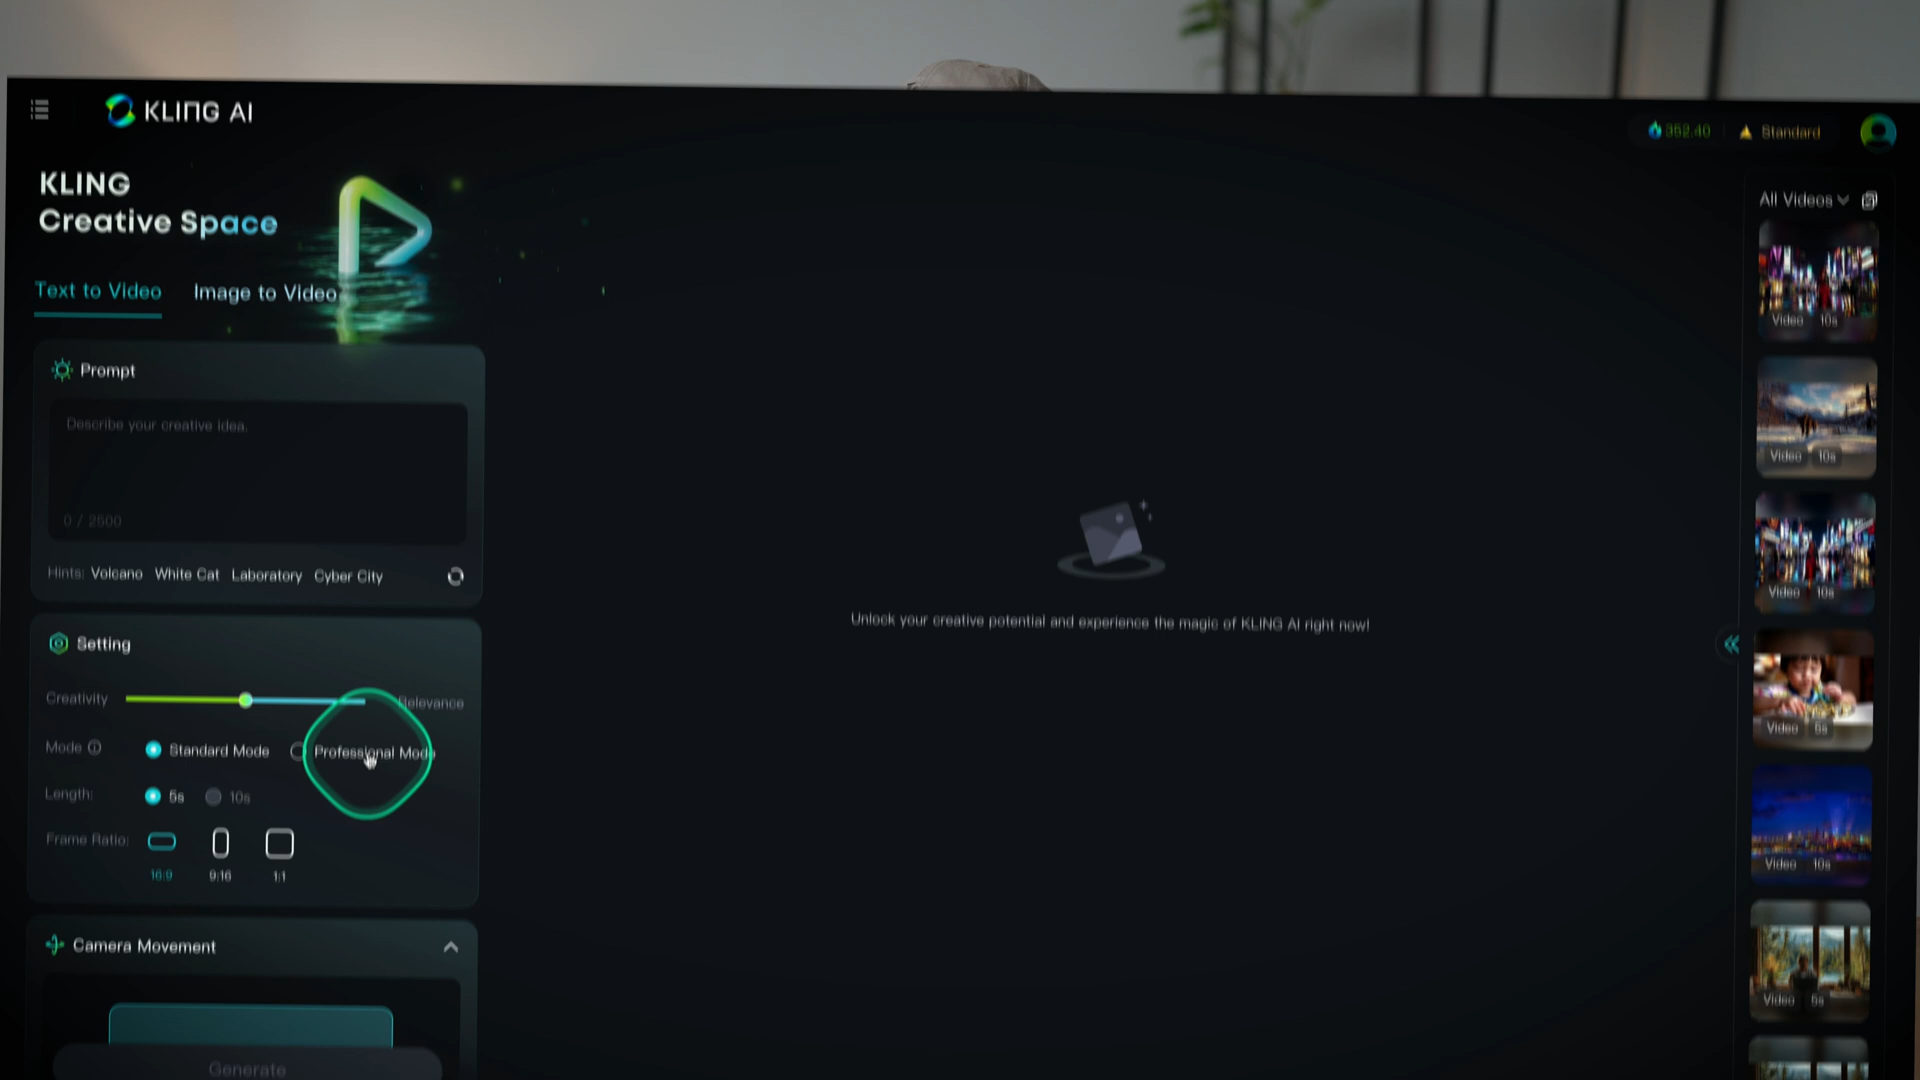 KLING AI
352.40
Standard
KLING
Creative Space
Text to Video
Image to Video
All Videos
Prompt
Describe your creative idea.
0 / 2500
Hints: Volcano White Cat Laboratory Cyber City
Setting
Creativity
Relevance
Mode
Standard Mode
Professional Mode
Length:
5s
10s
Frame Ratio:
16:9
9:16
1:1
Camera Movement
Generate
Unlock your creative potential and experience the magic of KLING AI right now!
Video 10s
Video 10s
Video 10s
Video 5s
Video 10s
Video 5s